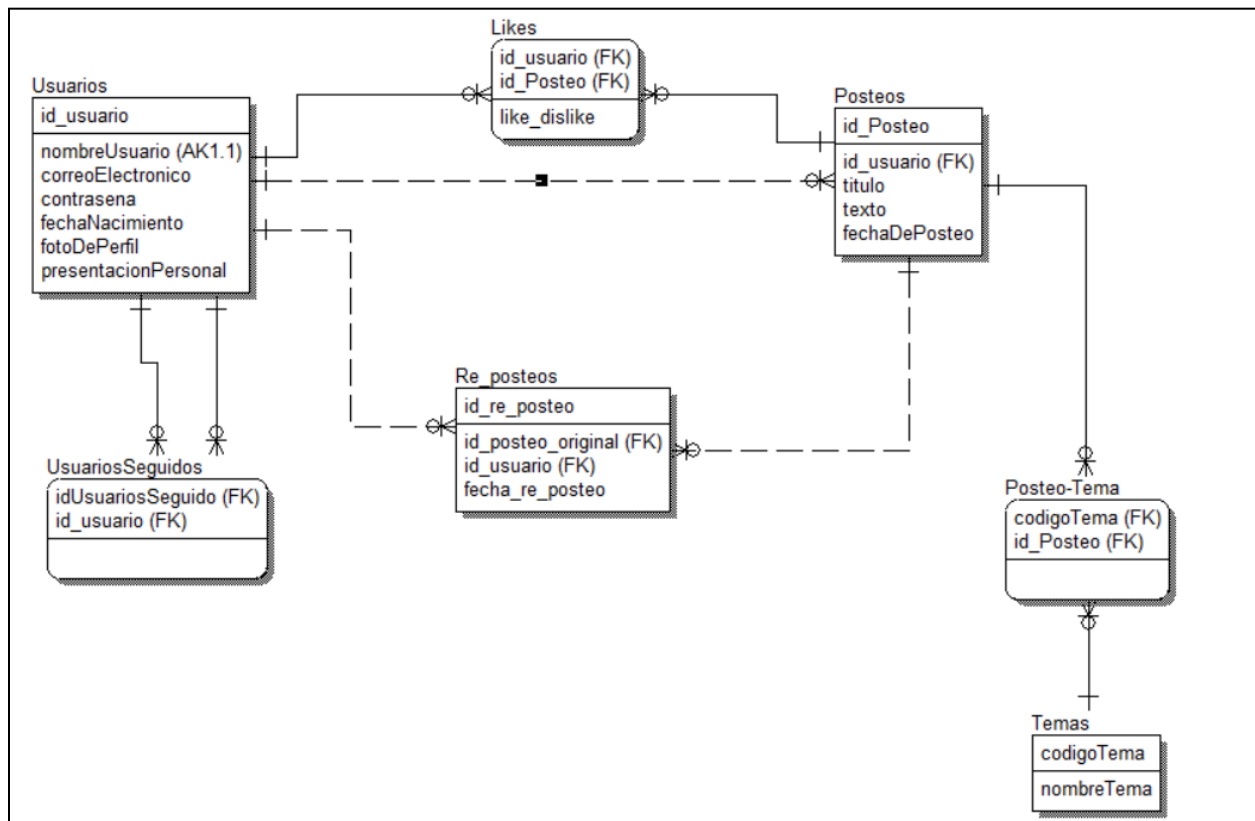 Likes
id_usuario (FK)
id_Posteo (FK)
like_dislike
Usuarios
id_usuario
nombreUsuario (AK1.1)
correoElectronico
contrasena
fechaNacimiento
fotoDePerfil
presentacionPersonal
Posteos
id_Posteo
id_usuario (FK)
titulo
texto
fechaDePosteo
Re_posteos
id_re_posteo
id_posteo_original (FK)
id_usuario (FK)
fecha_re_posteo
UsuariosSeguidos
idUsuariosSeguido (FK)
id_usuario (FK)
Posteo-Tema
codigoTema (FK)
id_Posteo (FK)
Temas
codigoTema
nombreTema